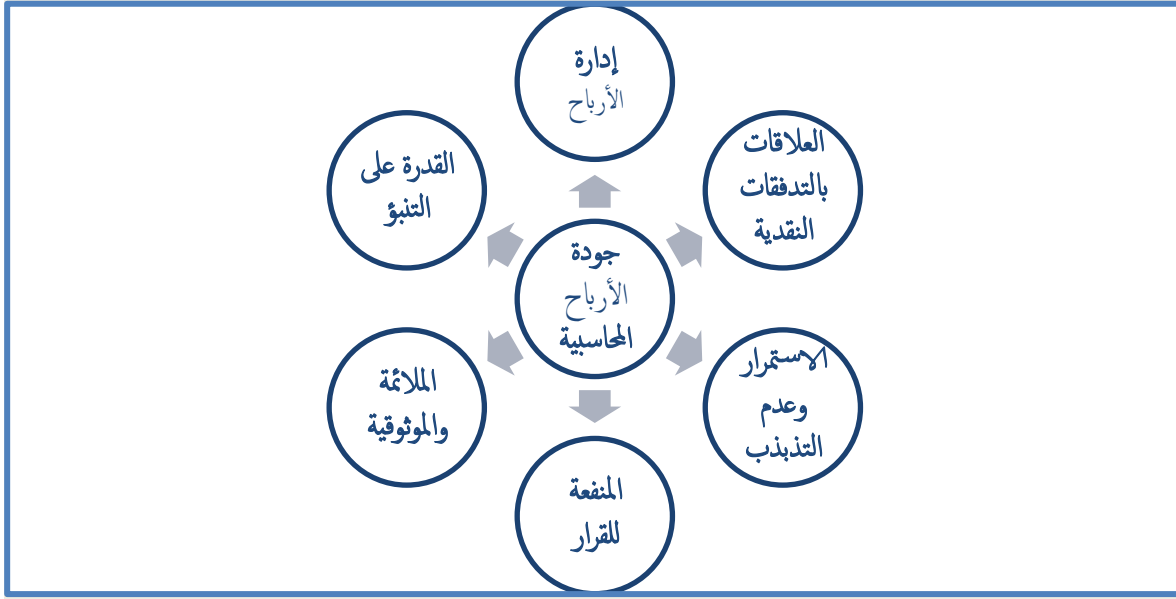 إدارة
الأرباح
العلاقات
بالتدفقات
النقدية
القدرة على
التنبؤ
جودة
الأرباح
المحاسبية
الاستمرار
وعدم
التذبذب
الملائمة
والموثوقية
المنفعة
للقرار